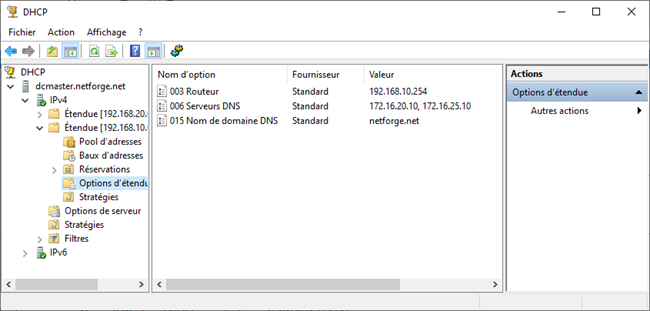 DHCP
Fichier Action Affichage ?
DHCP
dcmaster.netforge.net
IPv4
Étendue [192.168.20.
Étendue [192.168.10.
Pool d'adresses
Baux d'adresses
Réservations
Options d'étendu
Stratégies
Options de serveur
Stratégies
Filtres
IPv6
Nom d'option Fournisseur Valeur
003 Routeur Standard 192.168.10.254
006 Serveurs DNS Standard 172.16.20.10, 172.16.25.10
015 Nom de domaine DNS Standard netforge.net
Actions
Options d'étendue
Autres actions